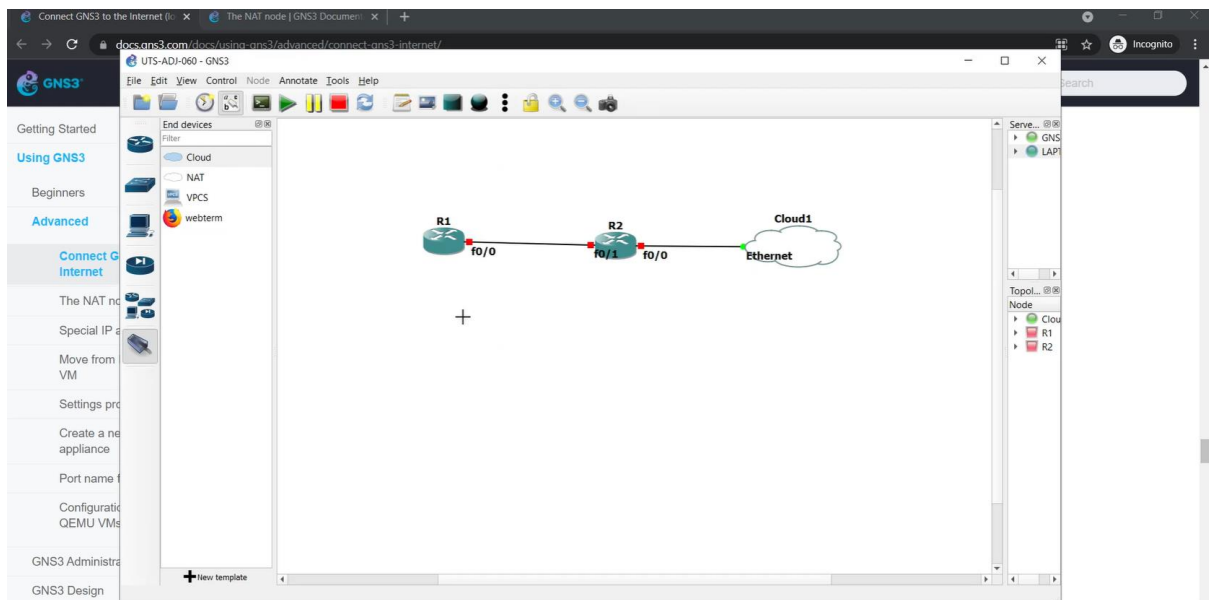 Connect GNS3 to the Internet (lo
The NAT node | GNS3 Document
docs.gns3.com/docs/using-gns3/advanced/connect-gns3-internet/
Incognito
GNS3
Search
Getting Started
Using GNS3
Beginners
Advanced
Connect G
Internet
The NAT no
Special IP a
Move from
VM
Settings pro
Create a ne
appliance
Port name f
Configuratio
QEMU VMs
GNS3 Administra
GNS3 Design
UTS-ADJ-060 - GNS3
File Edit View Control Node Annotate Tools Help
End devices
Filter
Cloud
NAT
VPCS
webterm
New template
R1
f0/0
R2
f0/1
f0/0
Cloud1
Ethernet
Serve...
GNS
LAPT
Topol...
Node
Clou
R1
R2